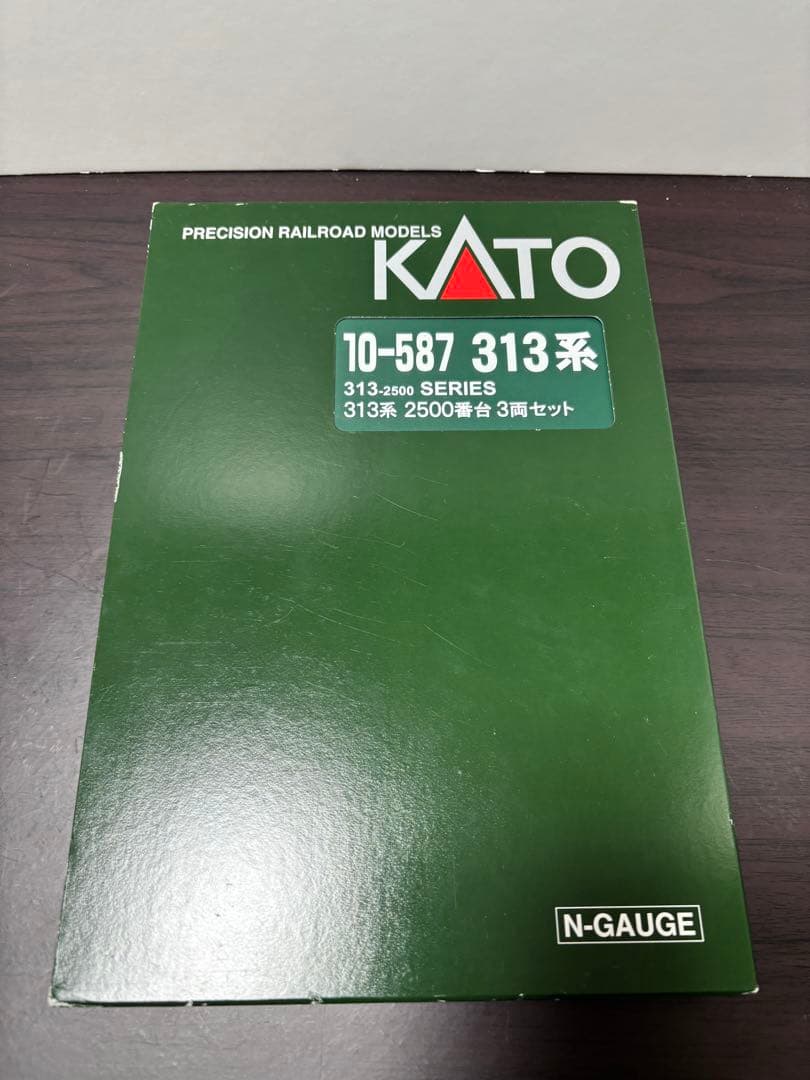 PRECISION RAILROAD MODELS
KATO
10-587 313系
313-2500 SERIES
313系 2500番台 3両セット
N-GAUGE